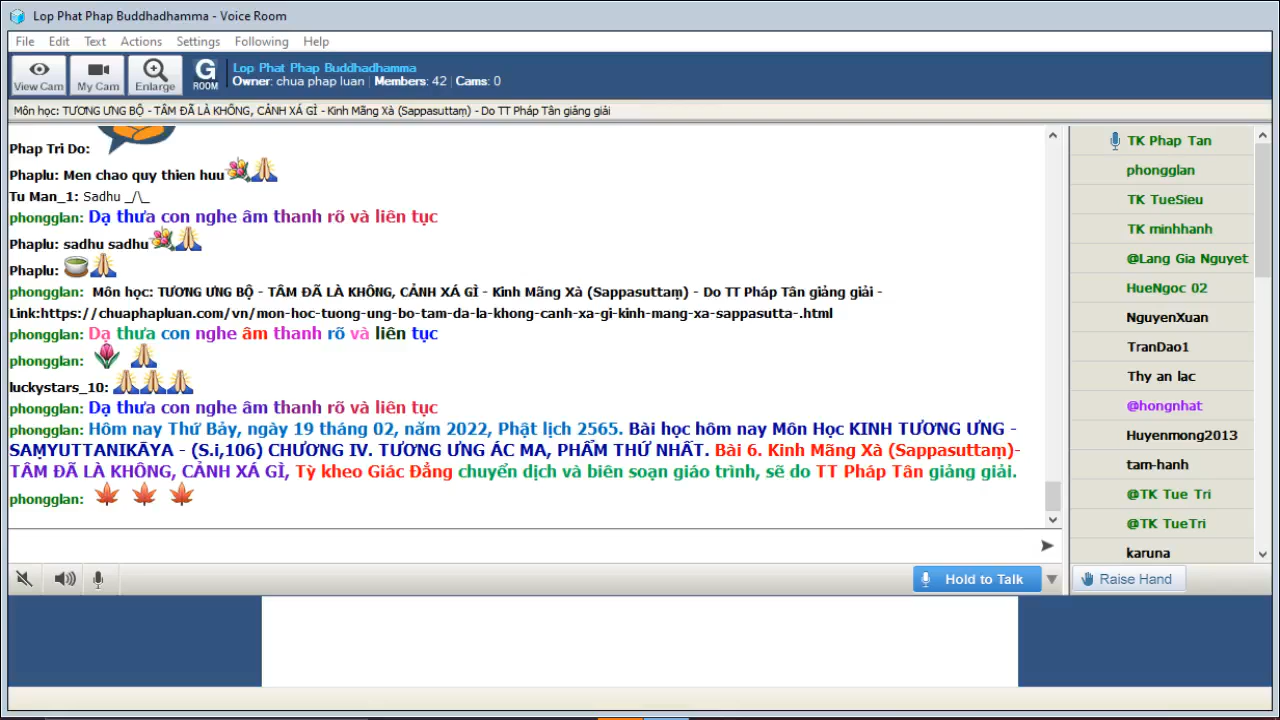 Lop Phat Phap Buddhadhamma - Voice Room
File Edit Text Actions Settings Following Help
View Cam My Cam Enlarge G ROOM
Lop Phat Phap Buddhadhamma
Owner: chua phap luan | Members: 42 | Cams: 0
Môn học: TƯƠNG ƯNG BỘ - TÂM ĐÃ LÀ KHÔNG, CẢNH XÁ GÌ - Kinh Mãng Xà (Sappasuttaṃ) - Do TT Pháp Tân giảng giải
Phap Tri Do:
Phaplu: Men chao quy thien huu
Tu Man_1: Sadhu _/\_
phongglan: Dạ thưa con nghe âm thanh rõ và liên tục
Phaplu: sadhu sadhu
Phaplu:
phongglan: Môn học: TƯƠNG ƯNG BỘ - TÂM ĐÃ LÀ KHÔNG, CẢNH XÁ GÌ - Kinh Mãng Xà (Sappasuttaṃ) - Do TT Pháp Tân giảng giải -
Link:https://chuaphapluan.com/vn/mon-hoc-tuong-ung-bo-tam-da-la-khong-canh-xa-gi-kinh-mang-xa-sappasutta-.html
phongglan: Dạ thưa con nghe âm thanh rõ và liên tục
phongglan:
luckystars_10:
phongglan: Dạ thưa con nghe âm thanh rõ và liên tục
phongglan: Hôm nay Thứ Bảy, ngày 19 tháng 02, năm 2022, Phật lịch 2565. Bài học hôm nay Môn Học KINH TƯƠNG ƯNG -
SAṂYUTTANIKĀYA - (S.i,106) CHƯƠNG IV. TƯƠNG ƯNG ÁC MA, PHẨM THỨ NHẤT. Bài 6. Kinh Mãng Xà (Sappasuttaṃ)-
TÂM ĐÃ LÀ KHÔNG, CẢNH XÁ GÌ, Tỳ kheo Giác Đẳng chuyển dịch và biên soạn giáo trình, sẽ do TT Pháp Tân giảng giải.
phongglan:
Hold to Talk
TK Phap Tan
phongglan
TK TueSieu
TK minhhanh
@Lang Gia Nguyet
HueNgoc 02
NguyenXuan
TranDao1
Thy an lac
@hongnhat
Huyenmong2013
tam-hanh
@TK Tue Tri
@TK TueTri
karuna
Raise Hand